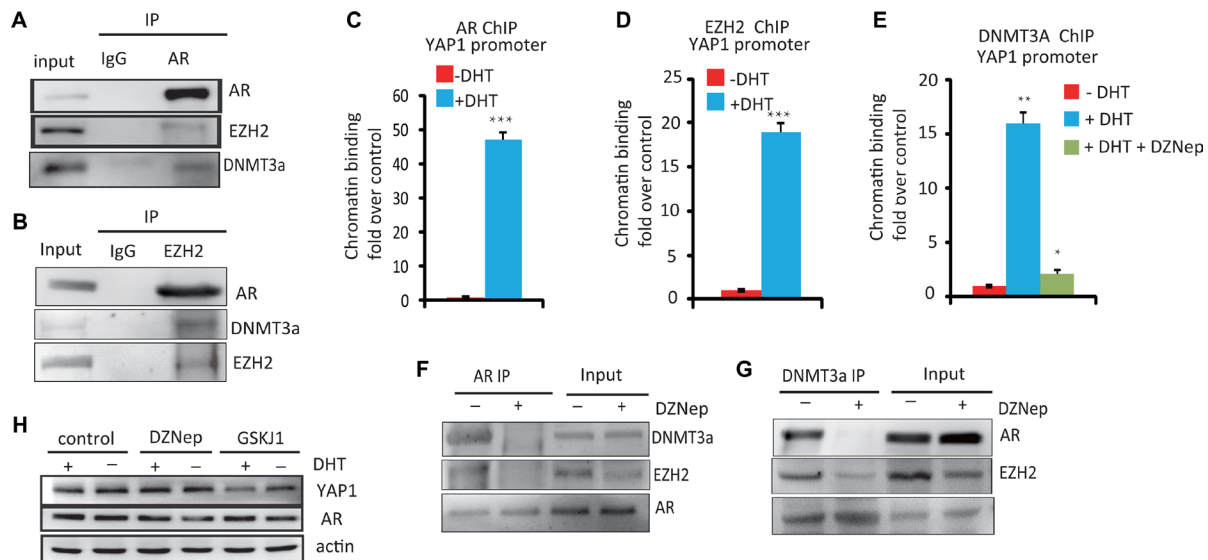 A
IP
input IgG AR
AR
EZH2
DNMT3a
B
IP
Input IgG EZH2
AR
DNMT3a
EZH2
C
AR ChIP
YAP1 promoter
-DHT
+DHT
Chromatin binding
fold over control
60
50
40
30
20
10
0
***
D
EZH2 ChIP
YAP1 promoter
-DHT
+DHT
Chromatin binding
fold over control
25
20
15
10
5
0
***
E
DNMT3A ChIP
YAP1 promoter
- DHT
+ DHT
+ DHT + DZNep
Chromatin binding
fold over control
20
15
10
5
0
**
*
F
AR IP Input
– + – + DZNep
DNMT3a
EZH2
AR
G
DNMT3a IP Input
– + – + DZNep
AR
EZH2
H
control DZNep GSKJ1
+ – + – + – DHT
YAP1
AR
actin